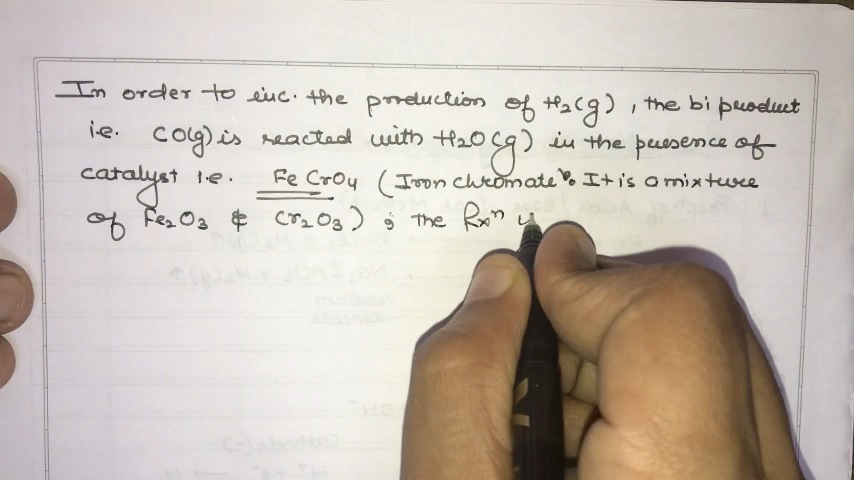 In order to inc. the production of H₂(g), the bi product
i.e. CO(g) is reacted with H₂O(g) in the presence of
catalyst i.e. FeCrO₄ (Iron chromate: It is a mixture
of Fe₂O₃ & Cr₂O₃); the Rxⁿ